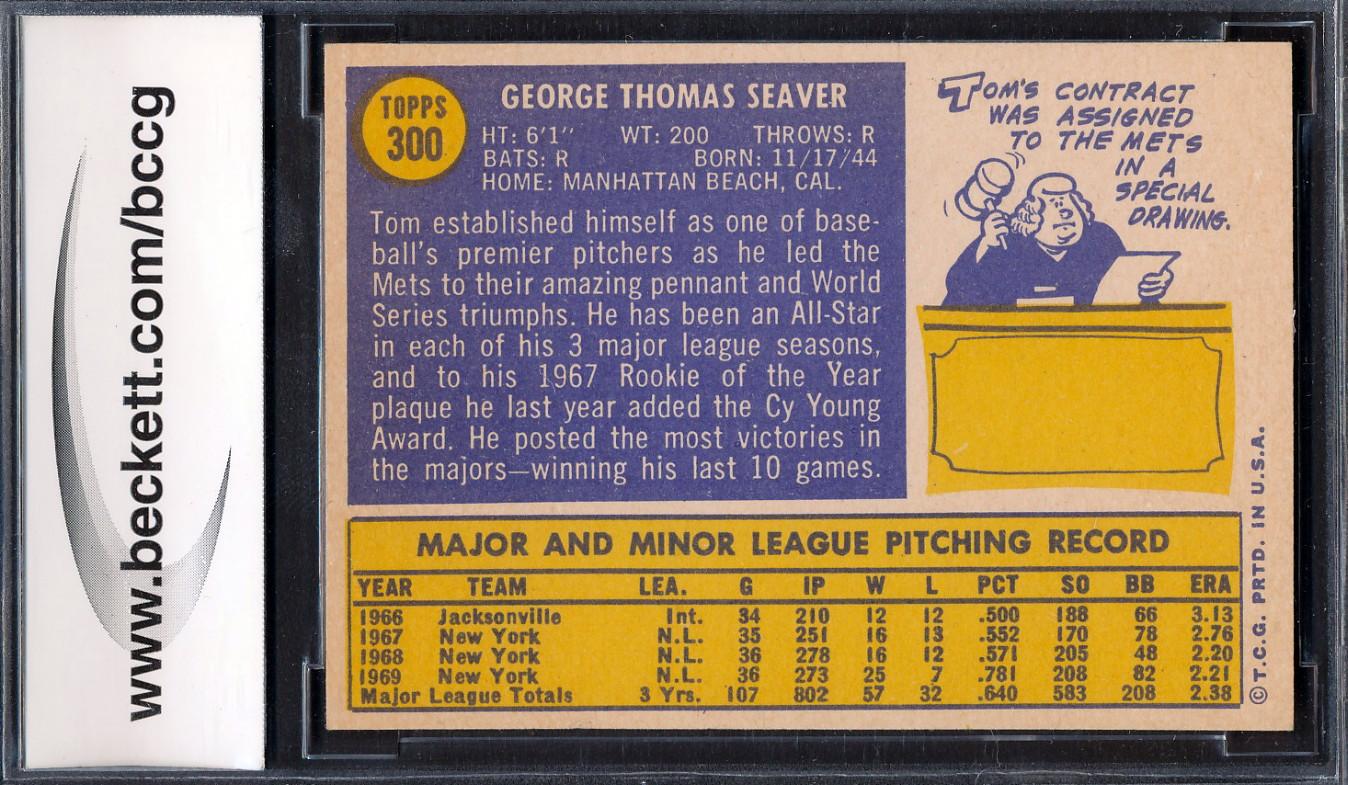 www.beckett.com/bccg
TOPPS
300
GEORGE THOMAS SEAVER
HT: 6'1" WT: 200 THROWS: R
BATS: R BORN: 11/17/44
HOME: MANHATTAN BEACH, CAL.
Tom established himself as one of base-
ball's premier pitchers as he led the
Mets to their amazing pennant and World
Series triumphs. He has been an All-Star
in each of his 3 major league seasons,
and to his 1967 Rookie of the Year
plaque he last year added the Cy Young
Award. He posted the most victories in
the majors—winning his last 10 games.
TOM'S CONTRACT
WAS ASSIGNED
TO THE METS
IN A
SPECIAL
DRAWING.
MAJOR AND MINOR LEAGUE PITCHING RECORD
YEAR TEAM LEA. G IP W L PCT SO BB ERA
1966 Jacksonville Int. 34 210 12 12 .500 188 66 3.13
1967 New York N.L. 35 251 16 13 .552 170 78 2.76
1968 New York N.L. 36 278 16 12 .571 205 48 2.20
1969 New York N.L. 36 273 25 7 .781 208 82 2.21
Major League Totals 3 Yrs. 107 802 57 32 .640 583 208 2.38
© T.C.G. PRTD. IN U.S.A.